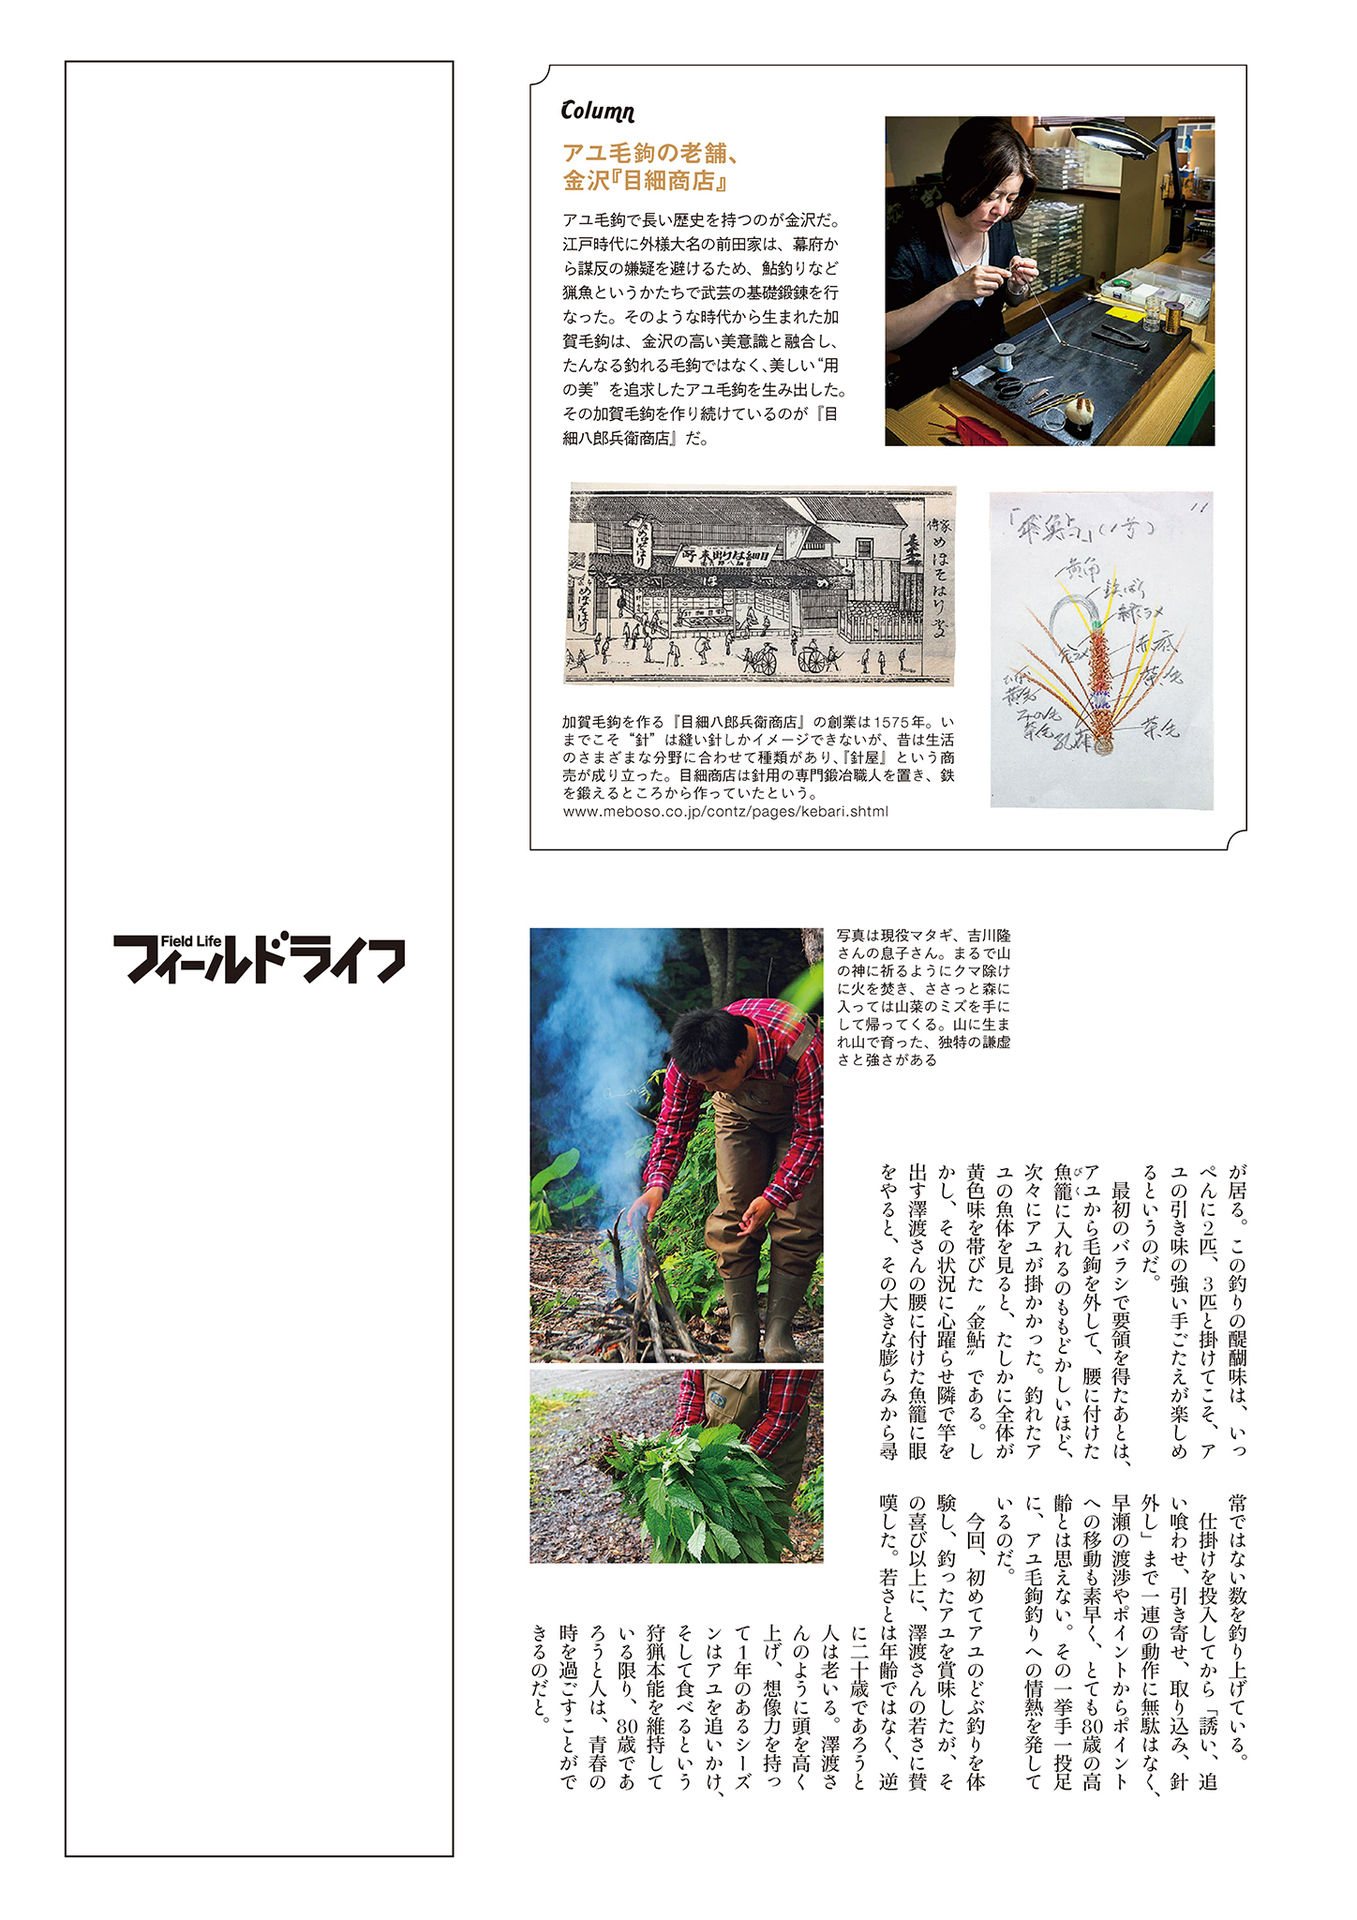 Column
アユ毛鉤の老舗、
金沢『目細商店』
アユ毛鉤で長い歴史を持つのが金沢だ。
江戸時代に外様大名の前田家は、幕府か
ら謀反の嫌疑を避けるため、鮎釣りなど
猟魚というかたちで武芸の基礎鍛錬を行
なった。そのような時代から生まれた加
賀毛鉤は、金沢の高い美意識と融合し、
たんなる釣れる毛鉤ではなく、美しい“用
の美”を追求したアユ毛鉤を生み出した。
その加賀毛鉤を作り続けているのが『目
細八郎兵衛商店』だ。
傳家
めほそはり堂
めほそはり
目細はり出来所
めほそはり
11
黄角
赤底
茶毛
黄毛
茶毛
茶毛
加賀毛鉤を作る『目細八郎兵衛商店』の創業は1575年。い
までこそ“針”は縫い針しかイメージできないが、昔は生活
のさまざまな分野に合わせて種類があり、『針屋』という商
売が成り立った。目細商店は針用の専門鍛冶職人を置き、鉄
を鍛えるところから作っていたという。
www.meboso.co.jp/contz/pages/kebari.shtml
Field Life
フィールドライフ
写真は現役マタギ、吉川隆
さんの息子さん。まるで山
の神に祈るようにクマ除け
に火を焚き、ささっと森に
入っては山菜のミズを手に
して帰ってくる。山に生ま
れ山で育った、独特の謙虚
さと強さがある
が居る。この釣りの醍醐味は、いっ
ぺんに2匹、3匹と掛けてこそ、ア
ユの引き味の強い手ごたえが楽しめ
るというのだ。
最初のバラシで要領を得たあとは、
アユから毛鉤を外して、腰に付けた
魚籠に入れるのももどかしいほど、
びく
次々にアユが掛かかった。釣れたア
ユの魚体を見ると、たしかに全体が
黄色味を帯びた〝金鮎〟である。し
かし、その状況に心躍らせ隣で竿を
出す澤渡さんの腰に付けた魚籠に眼
をやると、その大きな膨らみから尋
常ではない数を釣り上げている。
仕掛けを投入してから「誘い、追
い喰わせ、引き寄せ、取り込み、針
外し」まで一連の動作に無駄はなく、
早瀬の渡渉やポイントからポイント
への移動も素早く、とても80歳の高
齢とは思えない。その一挙手一投足
に、アユ毛鉤釣りへの情熱を発して
いるのだ。
今回、初めてアユのどぶ釣りを体
験し、釣ったアユを賞味したが、そ
の喜び以上に、澤渡さんの若さに賛
嘆した。若さとは年齢ではなく、逆
に二十歳であろうと
人は老いる。澤渡さ
んのように頭を高く
上げ、想像力を持っ
て1年のあるシーズ
ンはアユを追いかけ、
そして食べるという
狩猟本能を維持して
いる限り、80歳であ
ろうと人は、青春の
時を過ごすことがで
きるのだと。